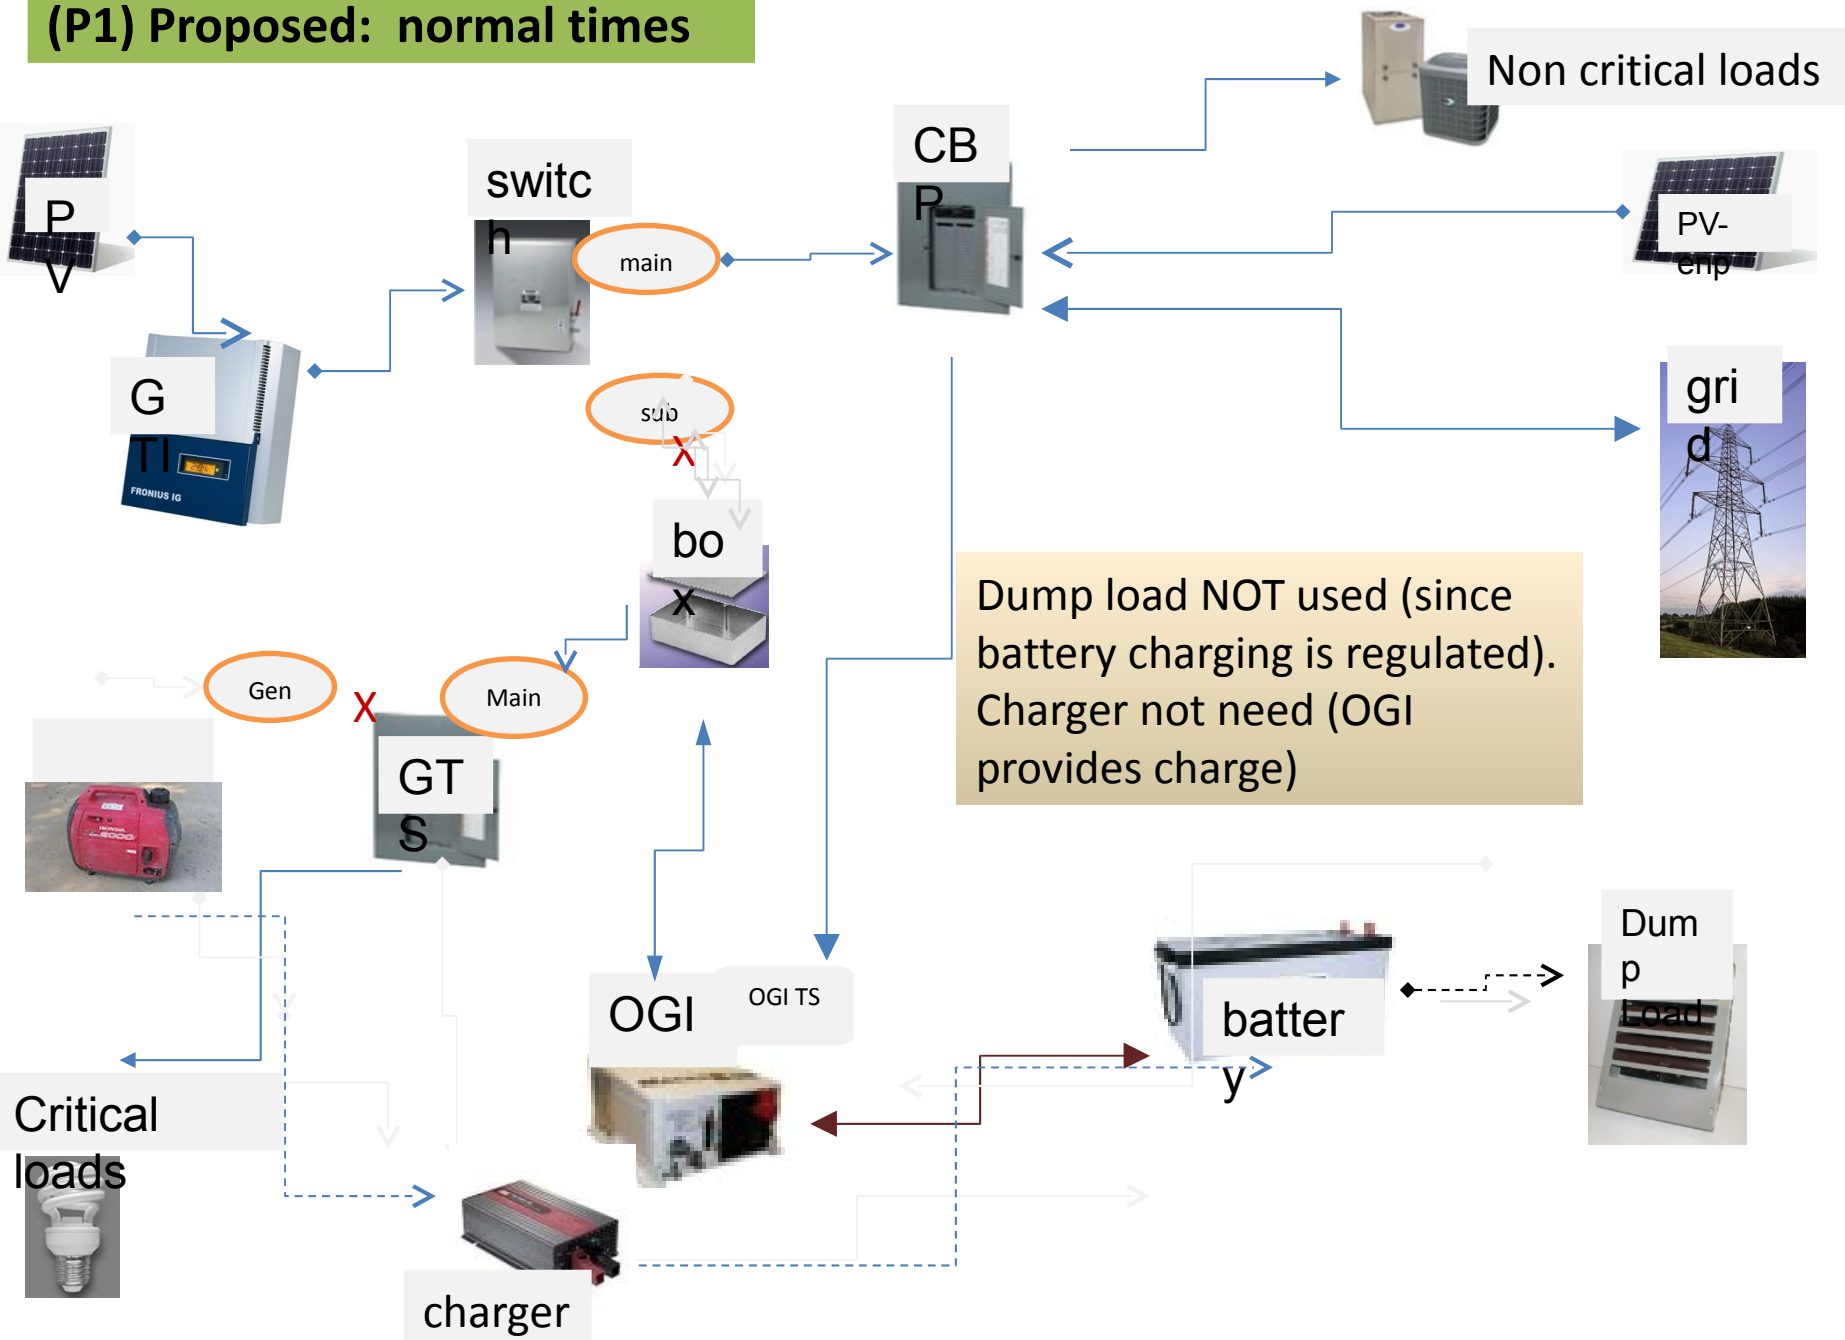 (P1) Proposed:  normal times
Non critical loads
CB
P
P
V
switc
h
main
PV-
enp
G
TI
FRONIUS IG
sub
X
gri
d
bo
x
Dump load NOT used (since
battery charging is regulated).
Charger not need (OGI
provides charge)
Gen
X
Main
GT
S
HONDA
Dum
p
Load
OGI
OGI TS
batter
y
Critical
loads
charger